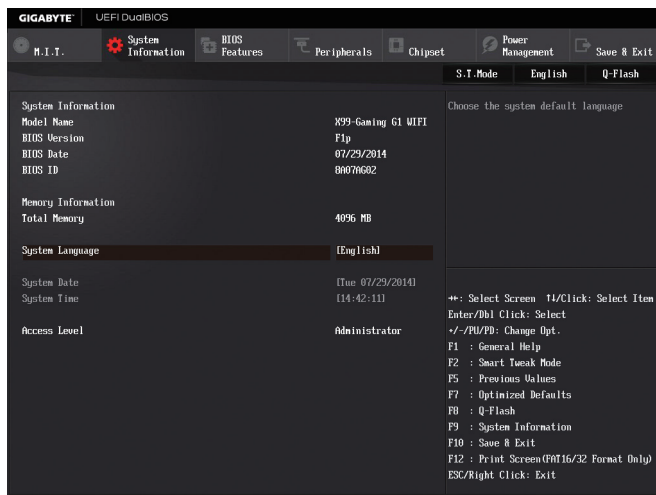 GIGABYTE™ UEFI DualBIOS
M.I.T. System Information BIOS Features Peripherals Chipset Power Management Save & Exit
S.T.Mode English Q-Flash
System Information
Model Name X99-Gaming G1 WIFI
BIOS Version F1p
BIOS Date 07/29/2014
BIOS ID 8A07AG02
Memory Information
Total Memory 4096 MB
System Language [English]
System Date [Tue 07/29/2014]
System Time [14:42:11]
Access Level Administrator
Choose the system default language
→←: Select Screen ↑↓/Click: Select Item
Enter/Dbl Click: Select
+/-/PU/PD: Change Opt.
F1 : General Help
F2 : Smart Tweak Mode
F5 : Previous Values
F7 : Optimized Defaults
F8 : Q-Flash
F9 : System Information
F10 : Save & Exit
F12 : Print Screen(FAT16/32 Format Only)
ESC/Right Click: Exit